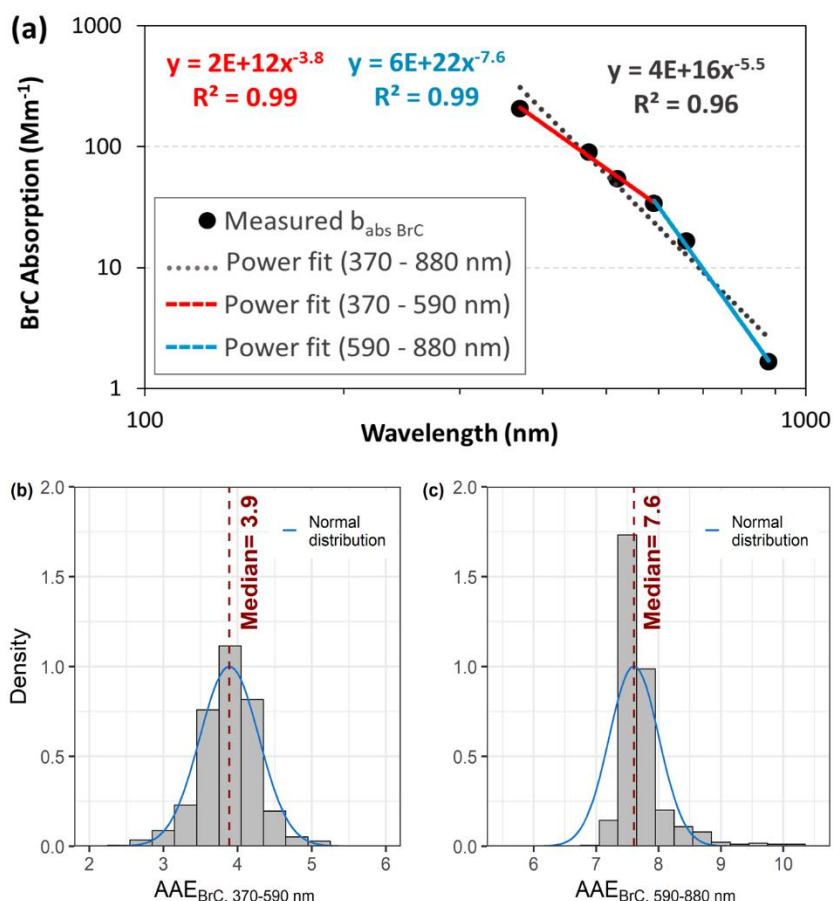 (a)
1000
100
10
1
BrC Absorption (Mm⁻¹)
y = 2E+12x⁻³·⁸
R² = 0.99
y = 6E+22x⁻⁷·⁶
R² = 0.99
y = 4E+16x⁻⁵·⁵
R² = 0.96
Measured b_abs BrC
Power fit (370 - 880 nm)
Power fit (370 - 590 nm)
Power fit (590 - 880 nm)
100
1000
Wavelength (nm)
(b)
2.0
1.5
1.0
0.5
0.0
Density
Median= 3.9
Normal
distribution
2 3 4 5 6
AAE_BrC, 370-590 nm
(c)
2.0
1.5
1.0
0.5
0.0
Median= 7.6
Normal
distribution
6 7 8 9 10
AAE_BrC, 590-880 nm